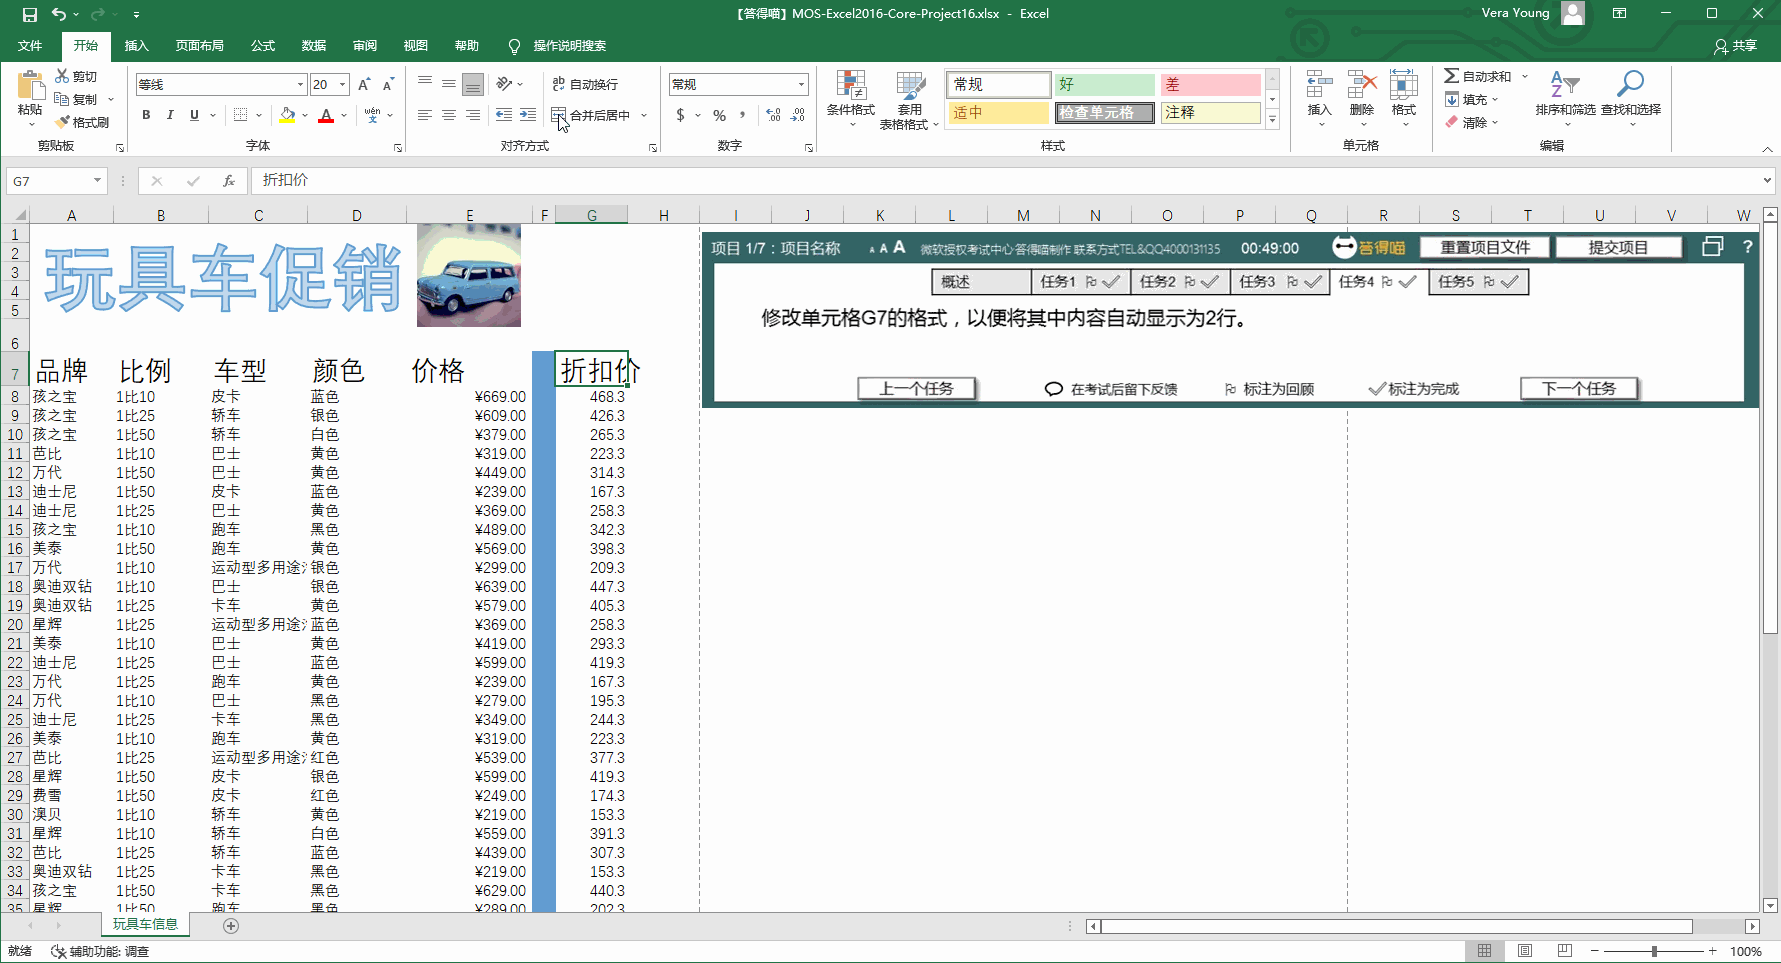 【答得喵】MOS-Excel2016-Core-Project16.xlsx - Excel
Vera Young
文件 开始 插入 页面布局 公式 数据 审阅 视图 帮助 操作说明搜索 共享
粘贴 剪切 复制 格式刷 剪贴板
等线 20 A A B I U A wén 字体
ab 自动换行 合并后居中 对齐方式
常规 $ % , .00 .00 数字
条件格式 套用 表格格式
常规 好 差
适中 检查单元格 注释
样式
插入 删除 格式 单元格
Σ 自动求和 填充 清除 排序和筛选 查找和选择 编辑
G7 fx 折扣价
A B C D E F G H I J K L M N O P Q R S T U V W
1
2
3
4
5
6
玩具车促销
7 品牌 比例 车型 颜色 价格 折扣价
8 孩之宝 1比10 皮卡 蓝色 ¥669.00 468.3
9 孩之宝 1比25 轿车 银色 ¥609.00 426.3
10 孩之宝 1比50 轿车 白色 ¥379.00 265.3
11 芭比 1比10 巴士 黄色 ¥319.00 223.3
12 万代 1比50 巴士 黄色 ¥449.00 314.3
13 迪士尼 1比50 皮卡 蓝色 ¥239.00 167.3
14 迪士尼 1比25 巴士 黄色 ¥369.00 258.3
15 孩之宝 1比10 跑车 黑色 ¥489.00 342.3
16 美泰 1比50 跑车 黄色 ¥569.00 398.3
17 万代 1比10 运动型多用途 银色 ¥299.00 209.3
18 奥迪双钻 1比10 巴士 银色 ¥639.00 447.3
19 奥迪双钻 1比25 卡车 黄色 ¥579.00 405.3
20 星辉 1比25 运动型多用途 蓝色 ¥369.00 258.3
21 美泰 1比10 巴士 黄色 ¥419.00 293.3
22 迪士尼 1比25 巴士 蓝色 ¥599.00 419.3
23 万代 1比25 跑车 黄色 ¥239.00 167.3
24 万代 1比10 巴士 黑色 ¥279.00 195.3
25 迪士尼 1比25 卡车 黑色 ¥349.00 244.3
26 美泰 1比10 跑车 黄色 ¥319.00 223.3
27 芭比 1比25 运动型多用途 红色 ¥539.00 377.3
28 星辉 1比50 皮卡 银色 ¥599.00 419.3
29 费雪 1比50 皮卡 红色 ¥249.00 174.3
30 澳贝 1比10 轿车 黄色 ¥219.00 153.3
31 星辉 1比10 轿车 白色 ¥559.00 391.3
32 芭比 1比25 轿车 蓝色 ¥439.00 307.3
33 奥迪双钻 1比25 卡车 黑色 ¥219.00 153.3
34 孩之宝 1比50 卡车 黑色 ¥629.00 440.3
35 星辉 1比50 跑车 黑色 ¥289.00 202.3
项目 1/7：项目名称 A A A 微软授权考试中心·答得喵制作 联系方式TEL&QQ4000131135 00:49:00 答得喵 重置项目文件 提交项目 ?
概述 任务1 任务2 任务3 任务4 任务5
修改单元格G7的格式，以便将其中内容自动显示为2行。
上一个任务 在考试后留下反馈 标注为回顾 标注为完成 下一个任务
玩具车信息
就绪 辅助功能: 调查 100%